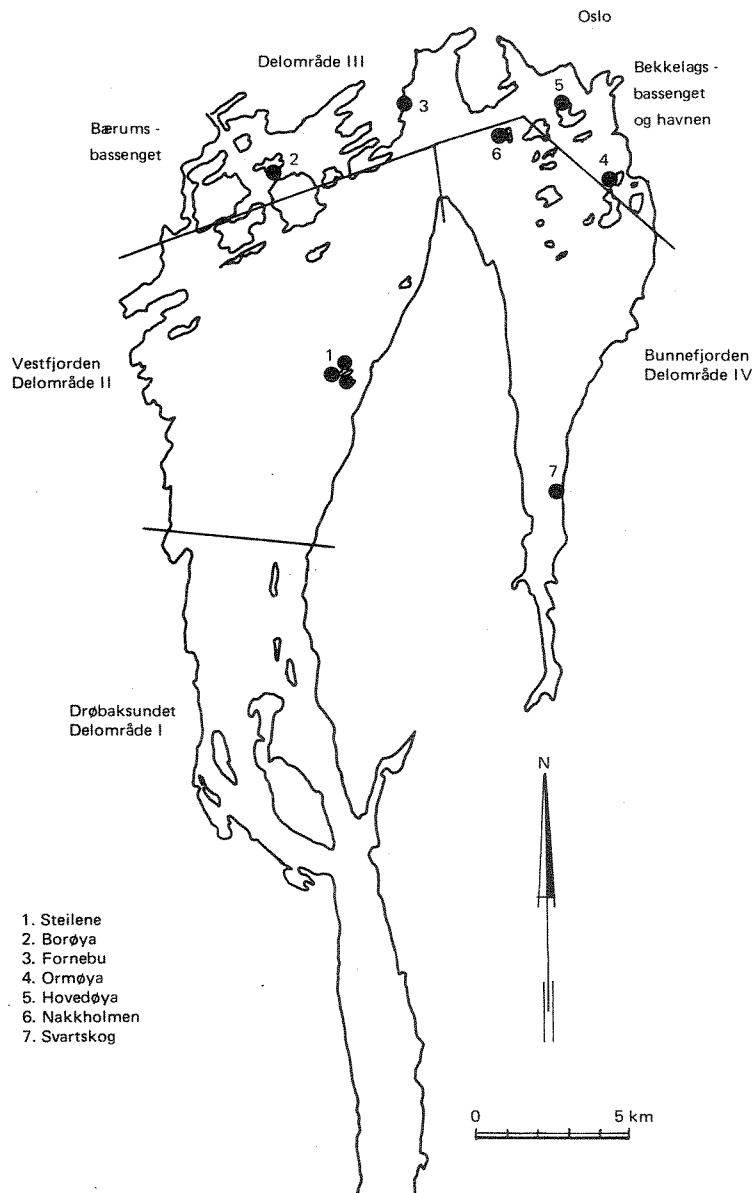 Oslo
Delområde III
Bekkelags -
bassenget
og havnen
5
3
Bærums -
bassenget
6
2
4
1
Vestfjorden
Delområde II
Bunnefjorden
Delområde IV
7
Drøbaksundet
Delområde I
N
1. Steilene
2. Borøya
3. Fornebu
4. Ormøya
5. Hovedøya
6. Nakkholmen
7. Svartskog
0 5 km